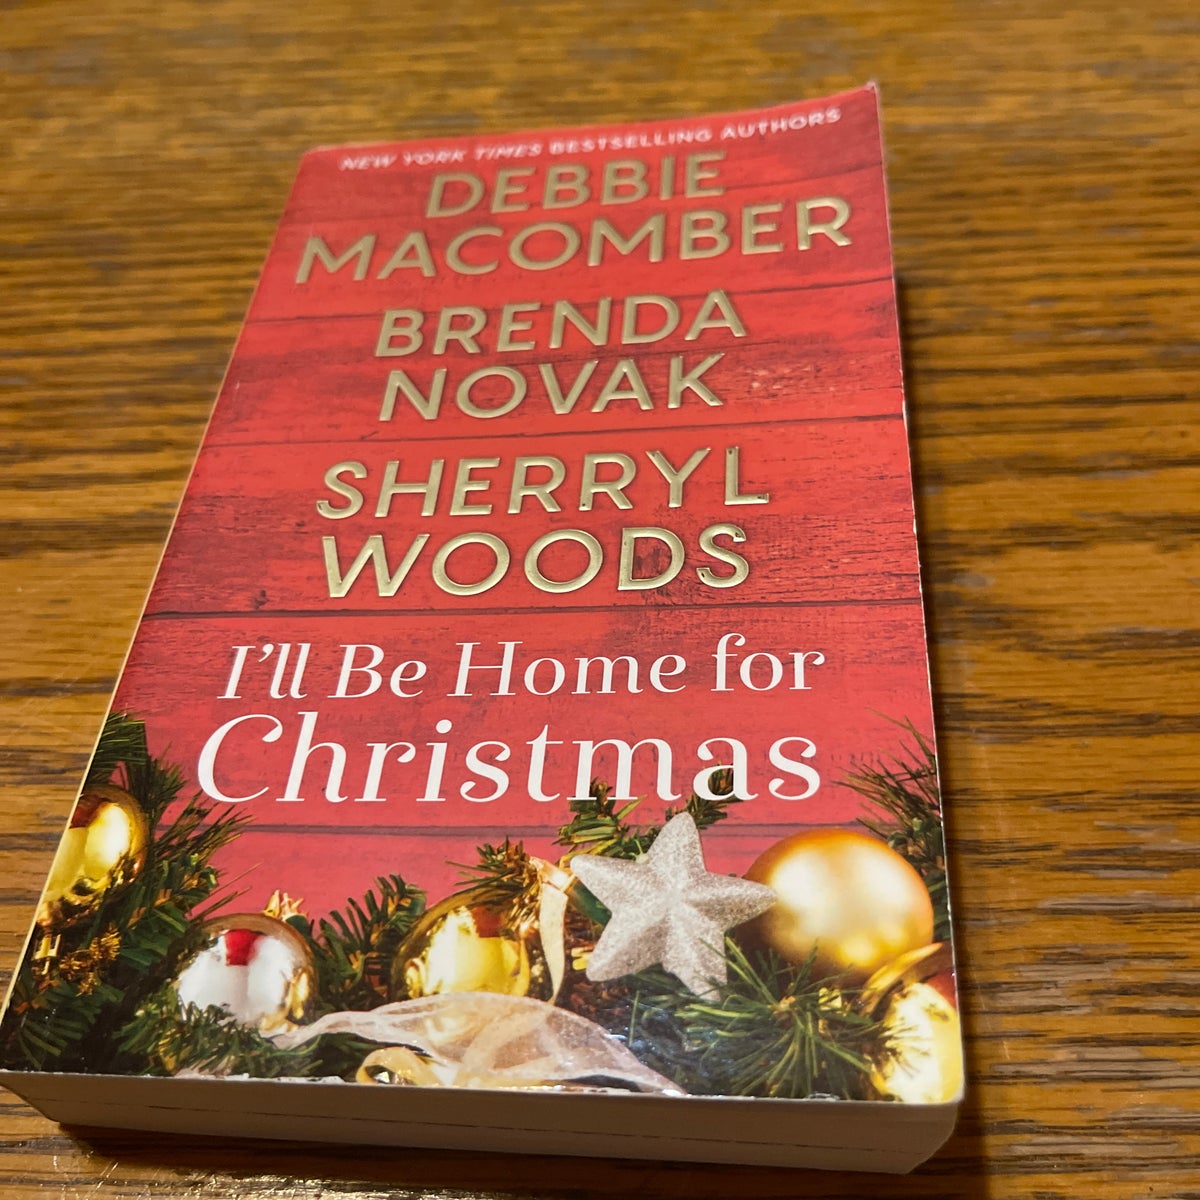 NEW YORK TIMES BESTSELLING AUTHORS
DEBBIE
MACOMBER
BRENDA
NOVAK
SHERRYL
WOODS
I'll Be Home for
Christmas